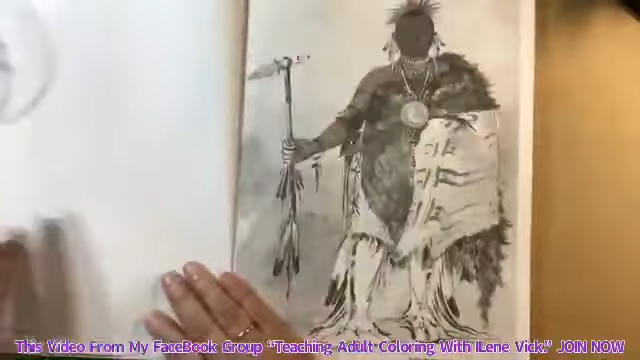 This Video From My FaceBook Group "Teaching Adult Coloring With ILene Vick." JOIN NOW